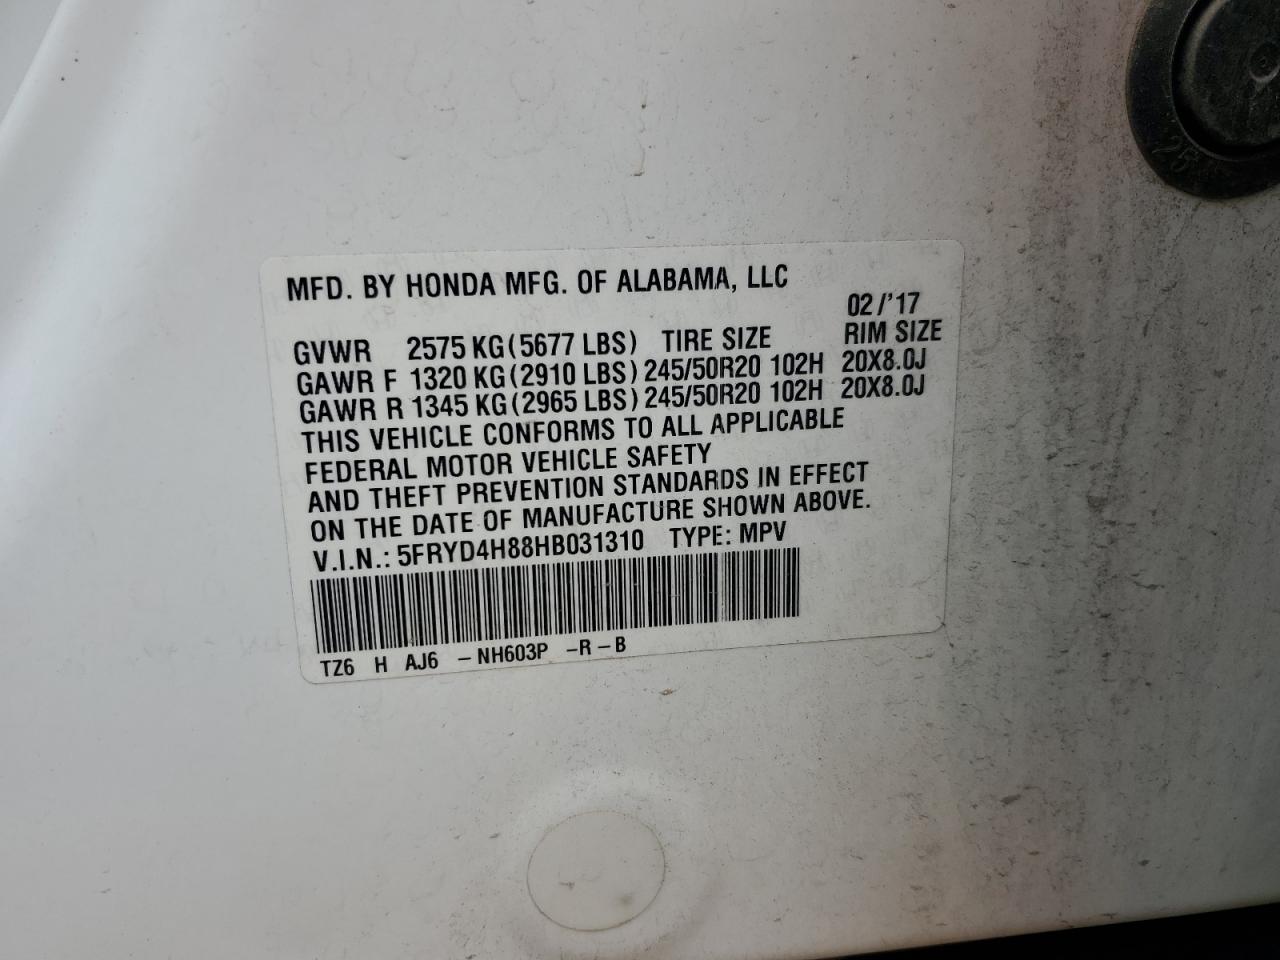 MFD. BY HONDA MFG. OF ALABAMA, LLC
02/'17
GVWR 2575 KG(5677 LBS) TIRE SIZE RIM SIZE
GAWR F 1320 KG(2910 LBS) 245/50R20 102H 20X8.0J
GAWR R 1345 KG(2965 LBS) 245/50R20 102H 20X8.0J
THIS VEHICLE CONFORMS TO ALL APPLICABLE
FEDERAL MOTOR VEHICLE SAFETY
AND THEFT PREVENTION STANDARDS IN EFFECT
ON THE DATE OF MANUFACTURE SHOWN ABOVE.
V.I.N.: 5FRYD4H88HB031310 TYPE: MPV
TZ6 H AJ6 -NH603P -R-B
25